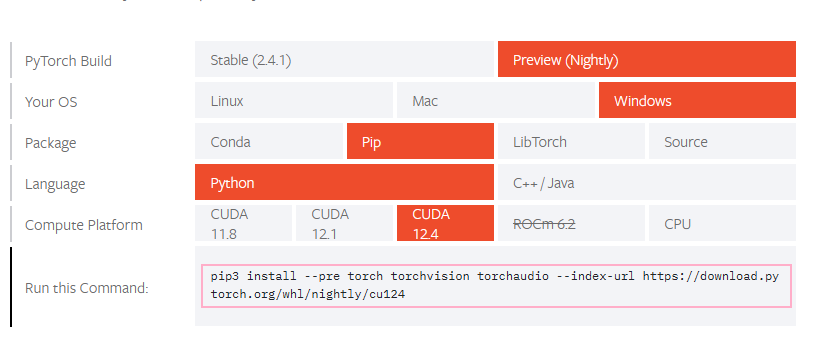 PyTorch Build
Stable (2.4.1)
Preview (Nightly)
Your OS
Linux
Mac
Windows
Package
Conda
Pip
LibTorch
Source
Language
Python
C++ / Java
Compute Platform
CUDA
11.8
CUDA
12.1
CUDA
12.4
ROCm 6.2
CPU
Run this Command:
pip3 install --pre torch torchvision torchaudio --index-url https://download.py
torch.org/whl/nightly/cu124